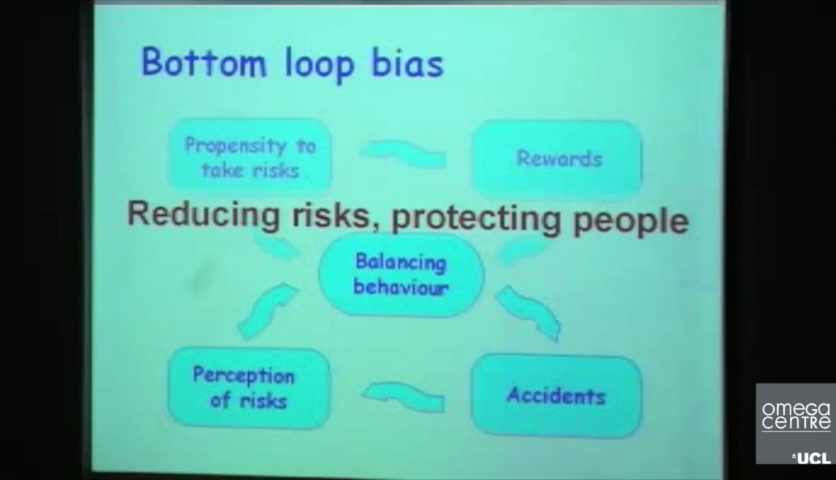 Bottom loop bias
Propensity to
take risks
Rewards
Reducing risks, protecting people
Balancing
behaviour
Perception
of risks
Accidents
omega
centre
UCL